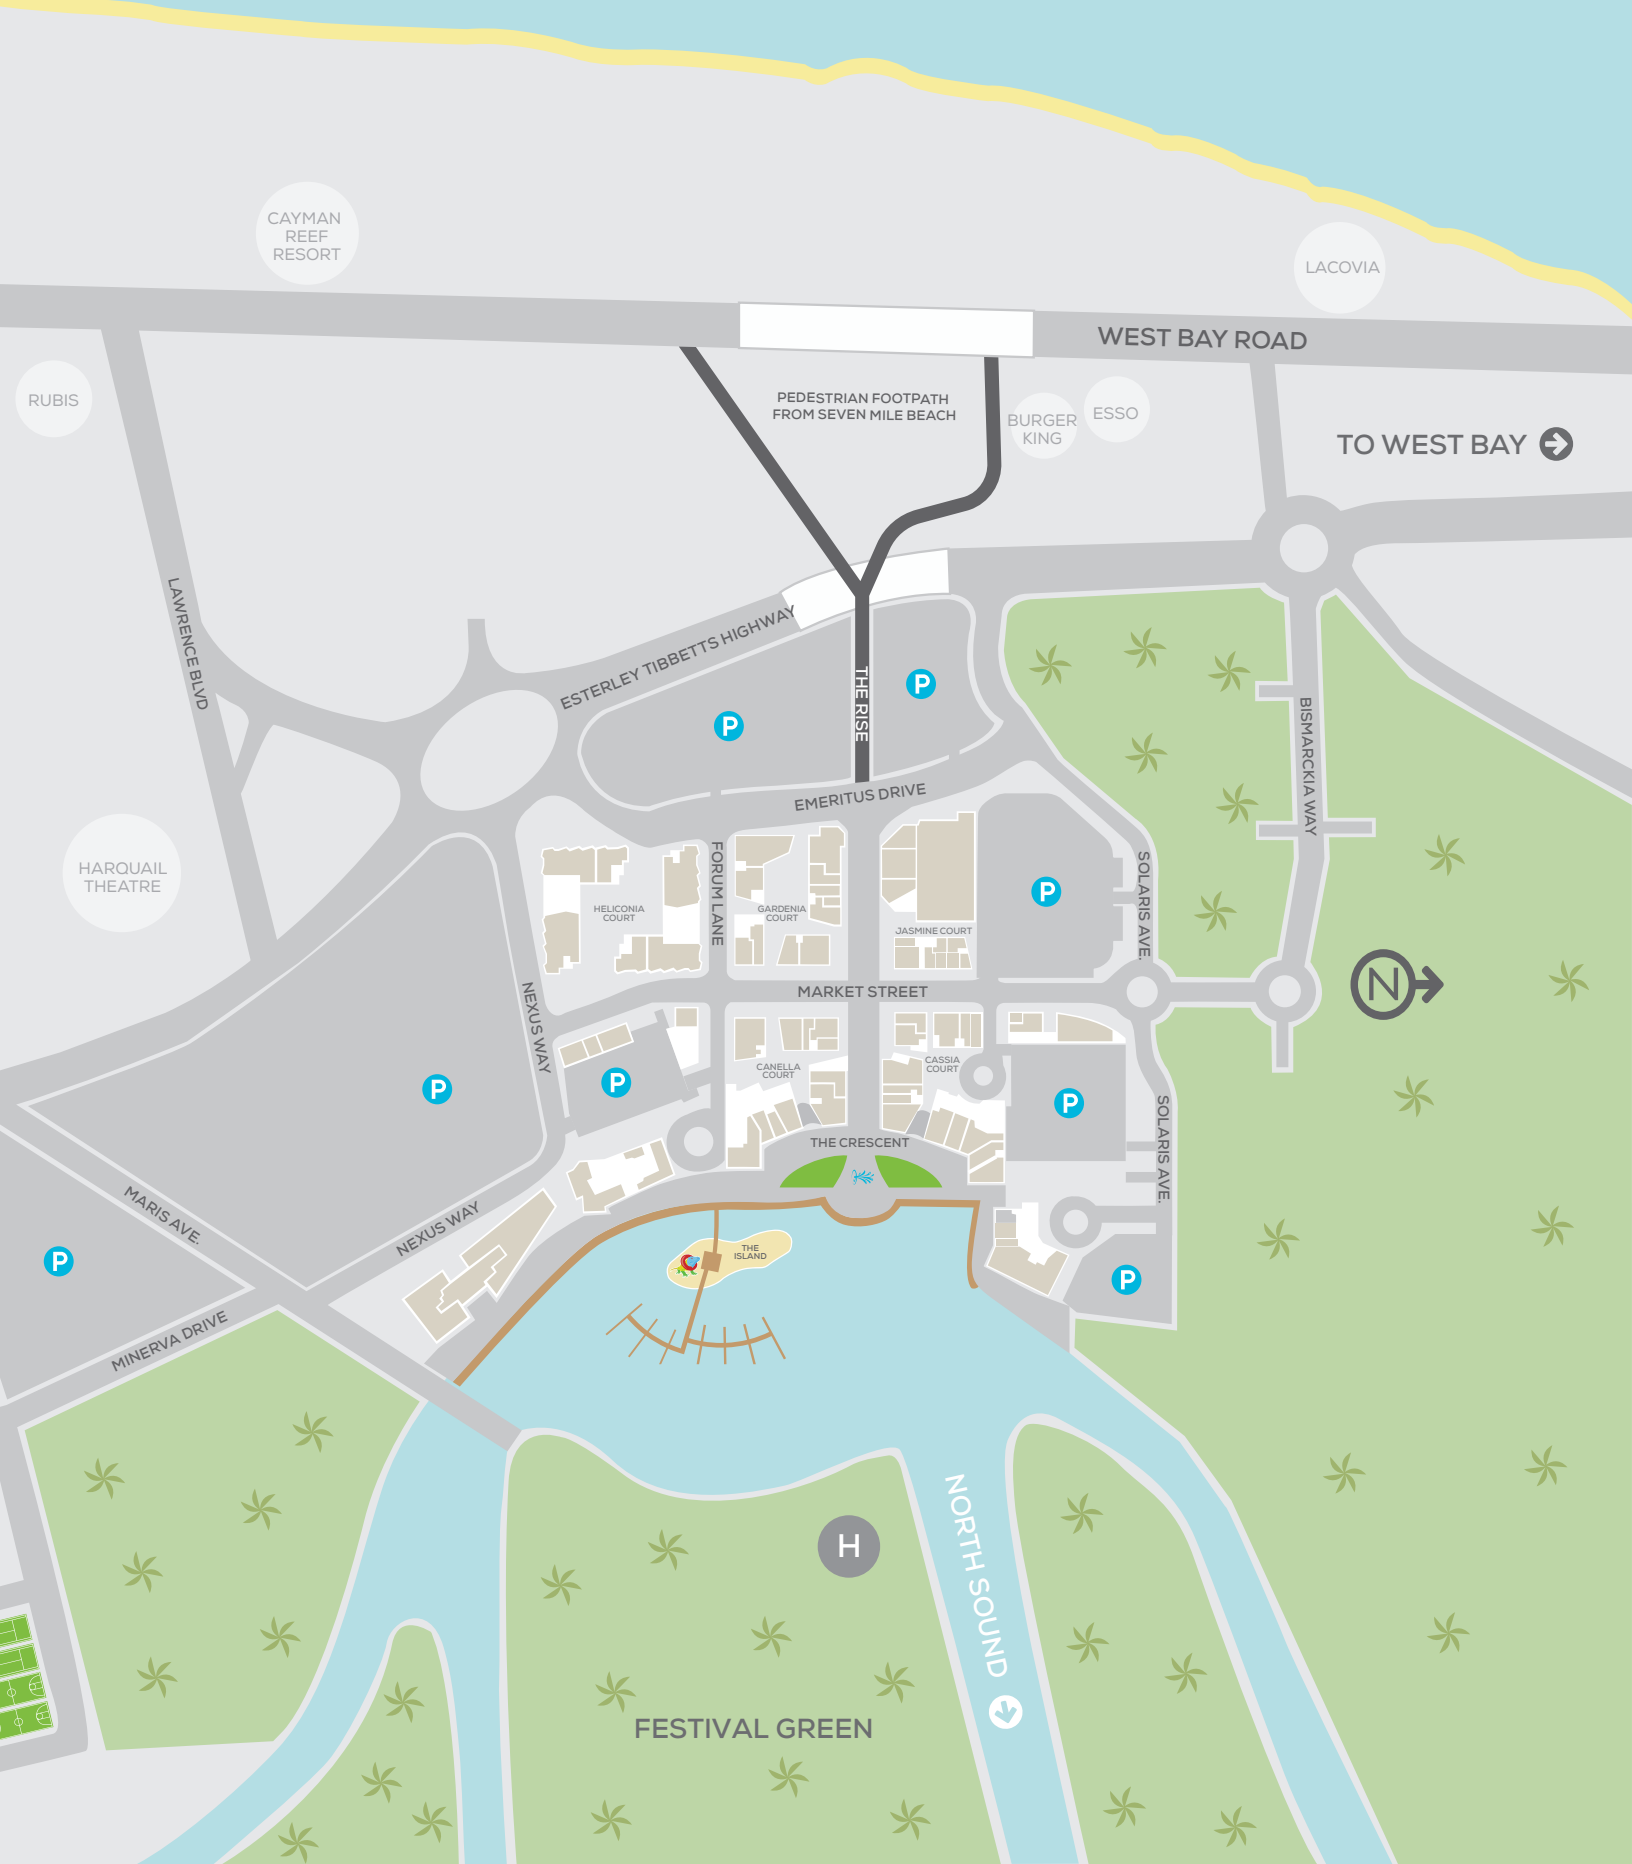 CAYMAN
REEF
RESORT
LACOVIA
WEST BAY ROAD
RUBIS
PEDESTRIAN FOOTPATH
FROM SEVEN MILE BEACH
BURGER
KING
ESSO
TO WEST BAY
LAWRENCE BLVD
ESTERLEY TIBBETTS HIGHWAY
THE RISE
P
P
BISMARCKIA WAY
EMERITUS DRIVE
HARQUAIL
THEATRE
FORUM LANE
SOLARIS AVE.
P
HELICONIA
COURT
GARDENIA
COURT
JASMINE COURT
NEXUS WAY
MARKET STREET
N
P
P
CANELLA
COURT
CASSIA
COURT
P
SOLARIS AVE.
THE CRESCENT
MARIS AVE.
NEXUS WAY
P
THE
ISLAND
P
MINERVA DRIVE
NORTH SOUND
H
FESTIVAL GREEN